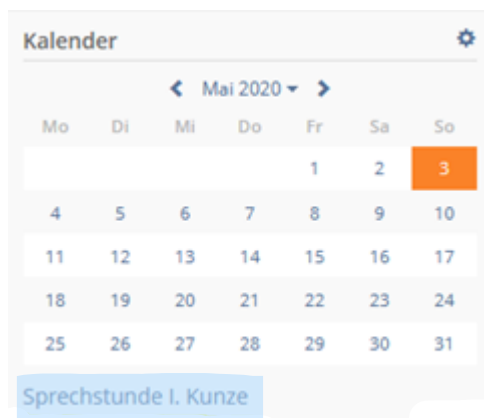 Kalender
Mai 2020
Mo Di Mi Do Fr Sa So
1 2 3
4 5 6 7 8 9 10
11 12 13 14 15 16 17
18 19 20 21 22 23 24
25 26 27 28 29 30 31
Sprechstunde I. Kunze